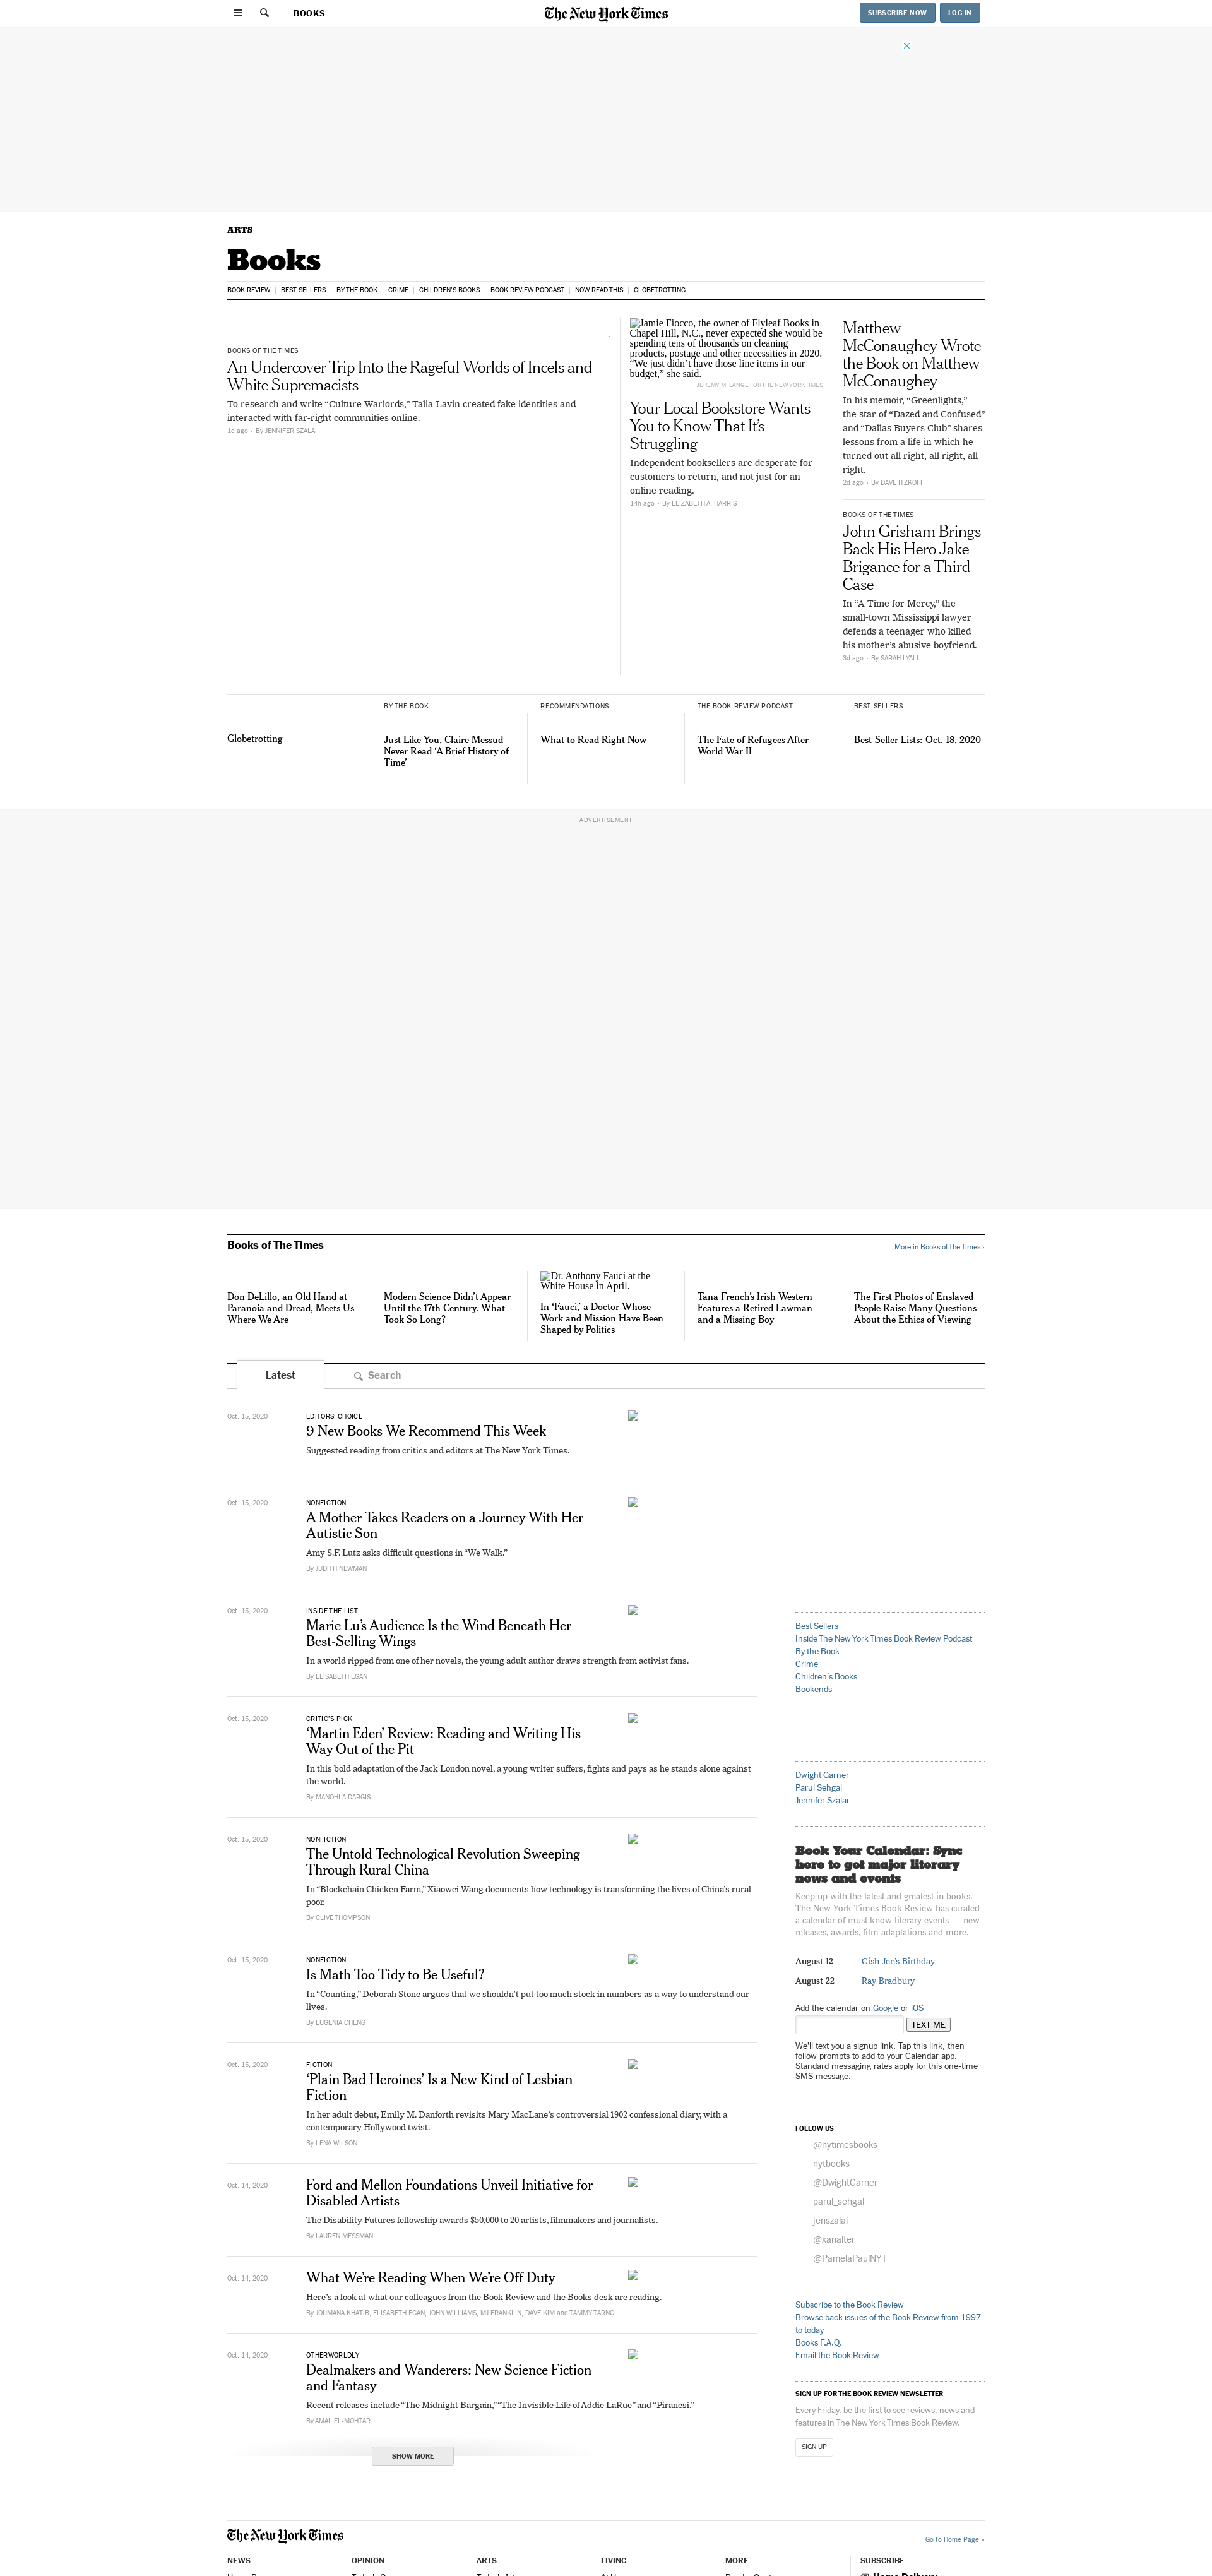 BOOKS
The New York Times
SUBSCRIBE NOW
LOG IN
ARTS
Books
BOOK REVIEW
BEST SELLERS
BY THE BOOK
CRIME
CHILDREN'S BOOKS
BOOK REVIEW PODCAST
NOW READ THIS
GLOBETROTTING
BOOKS OF THE TIMES
An Undercover Trip Into the Rageful Worlds of Incels and
White Supremacists
To research and write “Culture Warlords,” Talia Lavin created fake identities and
interacted with far-right communities online.
1d ago · By JENNIFER SZALAI
Jamie Fiocco, the owner of Flyleaf Books in
Chapel Hill, N.C., never expected she would be
spending tens of thousands on cleaning
products, postage and other necessities in 2020.
“We just didn’t have those line items in our
budget,” she said.
JEREMY M. LANGE FOR THE NEW YORK TIMES
Your Local Bookstore Wants
You to Know That It’s
Struggling
Independent booksellers are desperate for
customers to return, and not just for an
online reading.
14h ago · By ELIZABETH A. HARRIS
Matthew
McConaughey Wrote
the Book on Matthew
McConaughey
In his memoir, “Greenlights,”
the star of “Dazed and Confused”
and “Dallas Buyers Club” shares
lessons from a life in which he
turned out all right, all right, all
right.
2d ago · By DAVE ITZKOFF
BOOKS OF THE TIMES
John Grisham Brings
Back His Hero Jake
Brigance for a Third
Case
In “A Time for Mercy,” the
small-town Mississippi lawyer
defends a teenager who killed
his mother’s abusive boyfriend.
3d ago · By SARAH LYALL
Globetrotting
BY THE BOOK
Just Like You, Claire Messud
Never Read ‘A Brief History of
Time’
RECOMMENDATIONS
What to Read Right Now
THE BOOK REVIEW PODCAST
The Fate of Refugees After
World War II
BEST SELLERS
Best-Seller Lists: Oct. 18, 2020
ADVERTISEMENT
Books of The Times
More in Books of The Times ›
Don DeLillo, an Old Hand at
Paranoia and Dread, Meets Us
Where We Are
Modern Science Didn’t Appear
Until the 17th Century. What
Took So Long?
Dr. Anthony Fauci at the
White House in April.
In ‘Fauci,’ a Doctor Whose
Work and Mission Have Been
Shaped by Politics
Tana French’s Irish Western
Features a Retired Lawman
and a Missing Boy
The First Photos of Enslaved
People Raise Many Questions
About the Ethics of Viewing
Latest
Search
Oct. 15, 2020
EDITORS’ CHOICE
9 New Books We Recommend This Week
Suggested reading from critics and editors at The New York Times.
Oct. 15, 2020
NONFICTION
A Mother Takes Readers on a Journey With Her
Autistic Son
Amy S.F. Lutz asks difficult questions in “We Walk.”
By JUDITH NEWMAN
Oct. 15, 2020
INSIDE THE LIST
Marie Lu’s Audience Is the Wind Beneath Her
Best-Selling Wings
In a world ripped from one of her novels, the young adult author draws strength from activist fans.
By ELISABETH EGAN
Oct. 15, 2020
CRITIC’S PICK
‘Martin Eden’ Review: Reading and Writing His
Way Out of the Pit
In this bold adaptation of the Jack London novel, a young writer suffers, fights and pays as he stands alone against
the world.
By MANOHLA DARGIS
Oct. 15, 2020
NONFICTION
The Untold Technological Revolution Sweeping
Through Rural China
In “Blockchain Chicken Farm,” Xiaowei Wang documents how technology is transforming the lives of China’s rural
poor.
By CLIVE THOMPSON
Oct. 15, 2020
NONFICTION
Is Math Too Tidy to Be Useful?
In “Counting,” Deborah Stone argues that we shouldn’t put too much stock in numbers as a way to understand our
lives.
By EUGENIA CHENG
Oct. 15, 2020
FICTION
‘Plain Bad Heroines’ Is a New Kind of Lesbian
Fiction
In her adult debut, Emily M. Danforth revisits Mary MacLane’s controversial 1902 confessional diary, with a
contemporary Hollywood twist.
By LENA WILSON
Oct. 14, 2020
Ford and Mellon Foundations Unveil Initiative for
Disabled Artists
The Disability Futures fellowship awards $50,000 to 20 artists, filmmakers and journalists.
By LAUREN MESSMAN
Oct. 14, 2020
What We’re Reading When We’re Off Duty
Here’s a look at what our colleagues from the Book Review and the Books desk are reading.
By JOUMANA KHATIB, ELISABETH EGAN, JOHN WILLIAMS, MJ FRANKLIN, DAVE KIM and TAMMY TARNG
Oct. 14, 2020
OTHERWORLDLY
Dealmakers and Wanderers: New Science Fiction
and Fantasy
Recent releases include “The Midnight Bargain,” “The Invisible Life of Addie LaRue” and “Piranesi.”
By AMAL EL-MOHTAR
SHOW MORE
Best Sellers
Inside The New York Times Book Review Podcast
By the Book
Crime
Children’s Books
Bookends
Dwight Garner
Parul Sehgal
Jennifer Szalai
Book Your Calendar: Sync
here to get major literary
news and events
Keep up with the latest and greatest in books.
The New York Times Book Review has curated
a calendar of must-know literary events — new
releases, awards, film adaptations and more.
August 12 Gish Jen’s Birthday
August 22 Ray Bradbury
Add the calendar on Google or iOS
TEXT ME
We’ll text you a signup link. Tap this link, then
follow prompts to add to your Calendar app.
Standard messaging rates apply for this one-time
SMS message.
FOLLOW US
@nytimesbooks
nytbooks
@DwightGarner
parul_sehgal
jenszalai
@xanalter
@PamelaPaulNYT
Subscribe to the Book Review
Browse back issues of the Book Review from 1997
to today
Books F.A.Q.
Email the Book Review
SIGN UP FOR THE BOOK REVIEW NEWSLETTER
Every Friday, be the first to see reviews, news and
features in The New York Times Book Review.
SIGN UP
The New York Times
Go to Home Page »
NEWS
OPINION
ARTS
LIVING
MORE
SUBSCRIBE